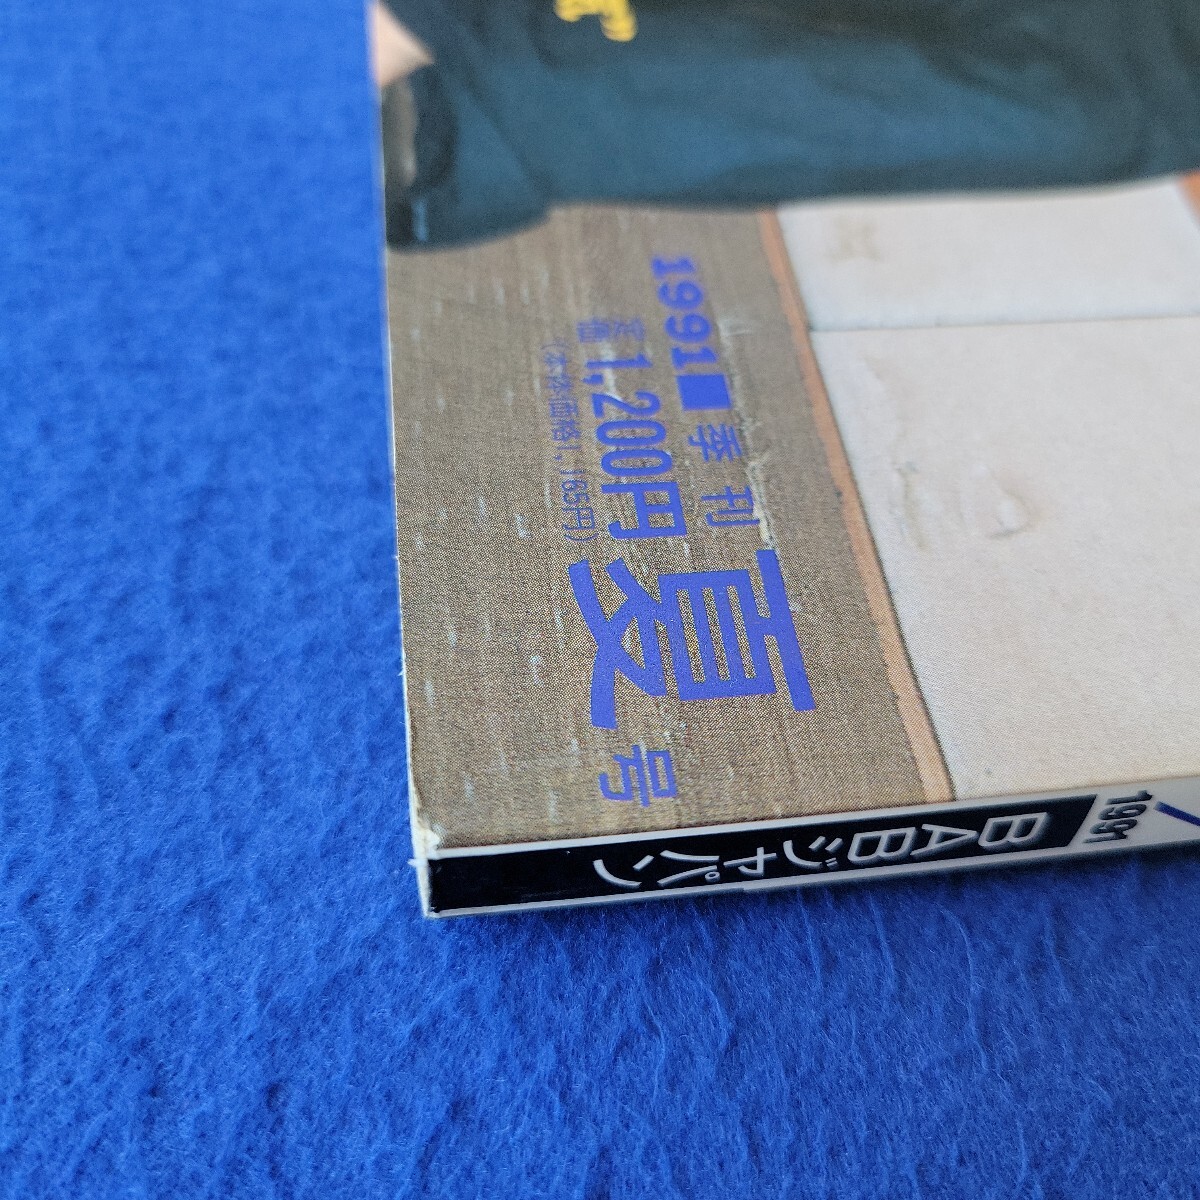 1991■季刊
夏号
定価1,200円
(本体価格1,165円)
1991
BABジャパン